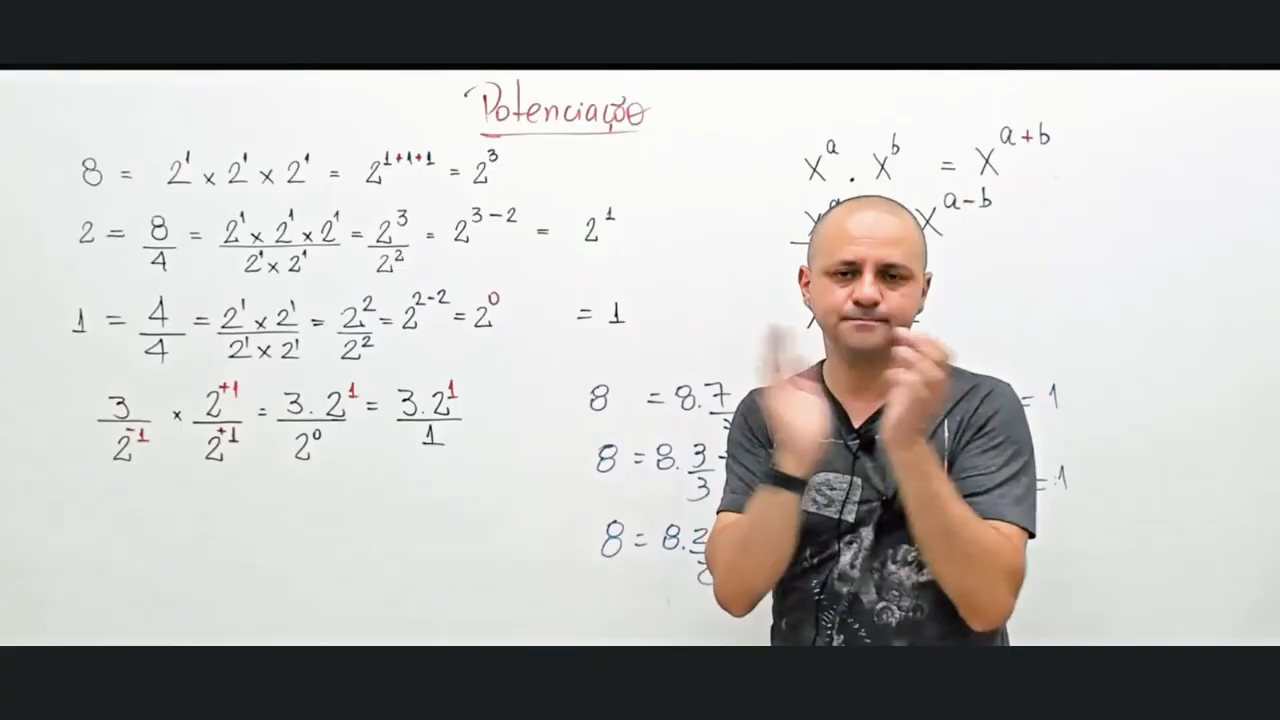 Potenciação
8 = 2¹ × 2¹ × 2¹ = 2¹⁺¹⁺¹ = 2³
2 = 8/4 = (2¹ × 2¹ × 2¹)/(2¹ × 2¹) = 2³/2² = 2³⁻² = 2¹
1 = 4/4 = (2¹ × 2¹)/(2¹ × 2¹) = 2²/2² = 2²⁻² = 2⁰ = 1
3/2⁻¹ × 2⁺¹/2⁺¹ = 3.2¹/2⁰ = 3.2¹/1
xᵃ . xᵇ = xᵃ⁺ᵇ
xᵃ⁻ᵇ
8 = 8.7 = 1
8 = 8.3/3 = 1
8 = 8.